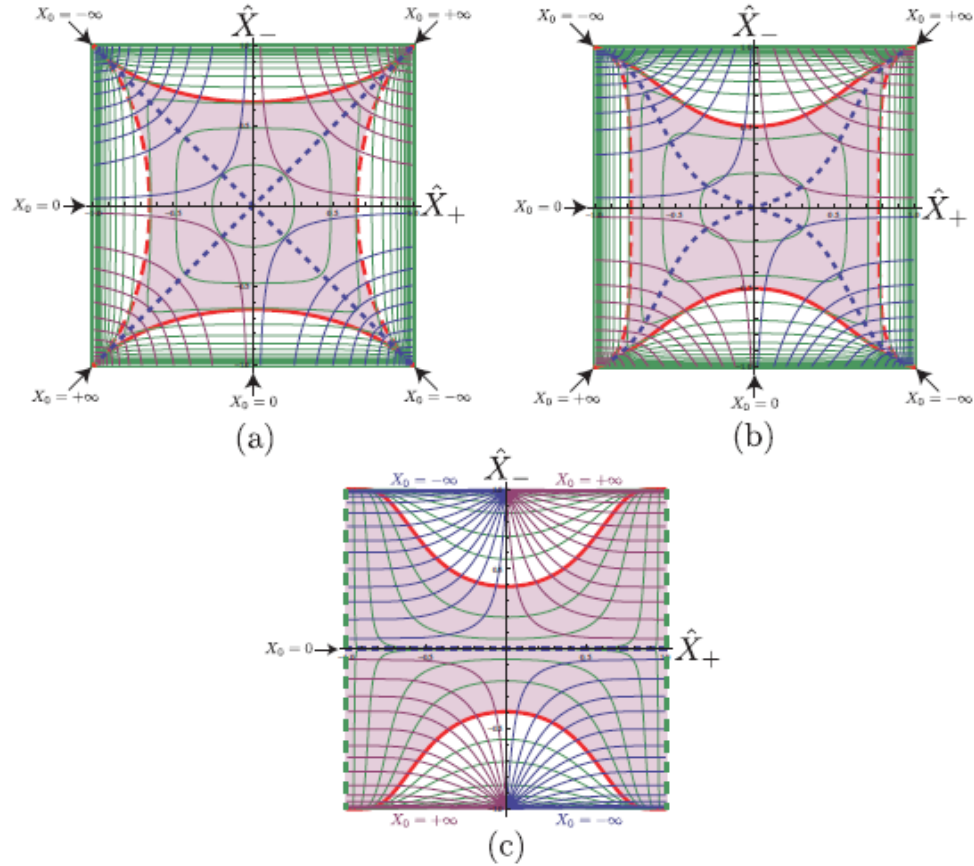 X₀ = −∞ X̂₋ X₀ = +∞ X₀ = −∞ X̂₋ X₀ = +∞
X₀ = 0 X̂₊ X₀ = 0 X̂₊
X₀ = +∞ X₀ = 0 X₀ = −∞ X₀ = +∞ X₀ = 0 X₀ = −∞
(a) (b)
X̂₋
X₀ = −∞ X₀ = +∞
X₀ = 0 X̂₊
X₀ = +∞ X₀ = −∞
(c)